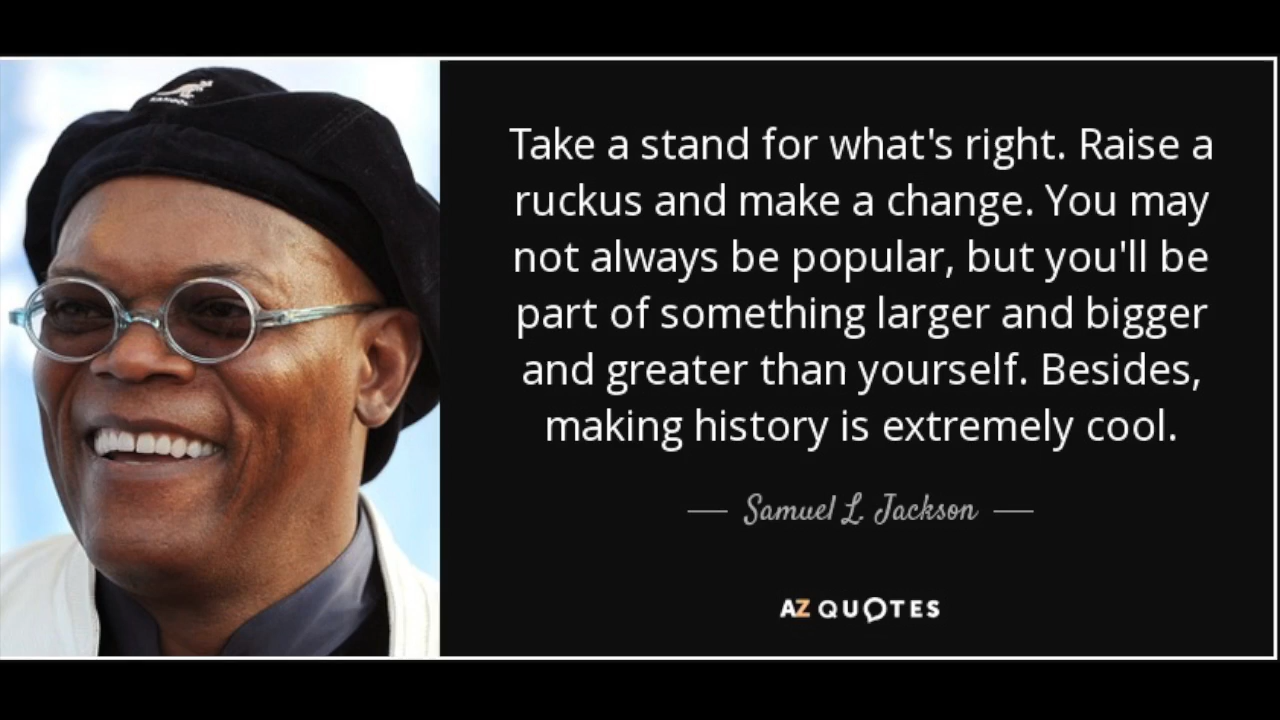 KANGOL
Take a stand for what's right. Raise a
ruckus and make a change. You may
not always be popular, but you'll be
part of something larger and bigger
and greater than yourself. Besides,
making history is extremely cool.
Samuel L. Jackson
AZ QUOTES